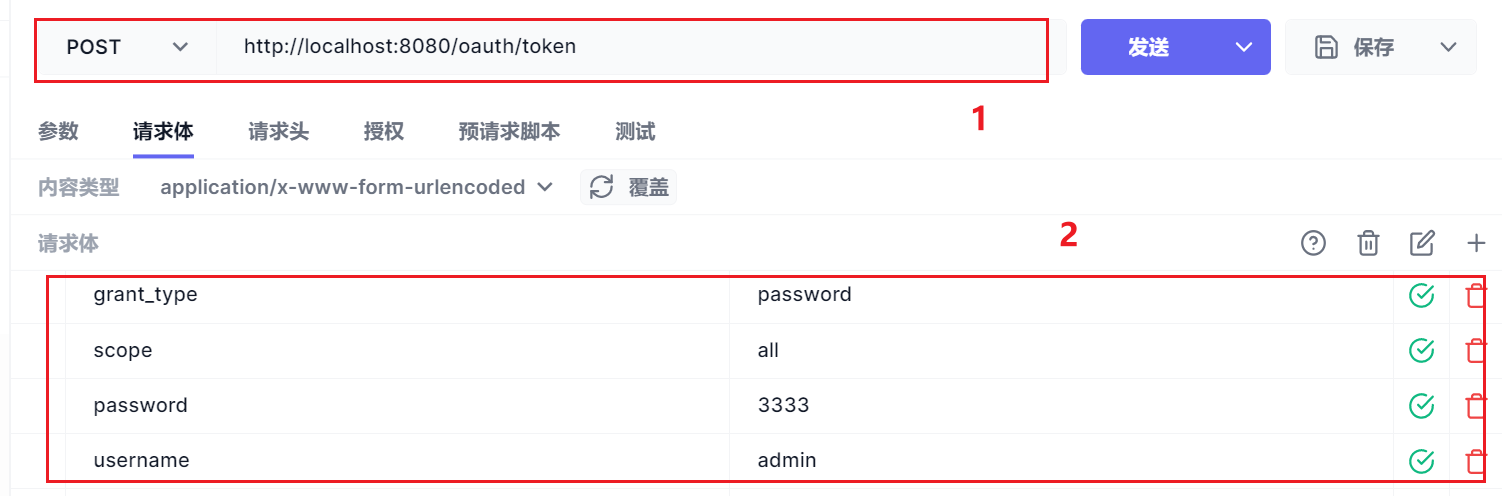 POST http://localhost:8080/oauth/token 发送 保存
1
参数 请求体 请求头 授权 预请求脚本 测试
内容类型 application/x-www-form-urlencoded 覆盖
请求体 2
grant_type password
scope all
password 3333
username admin